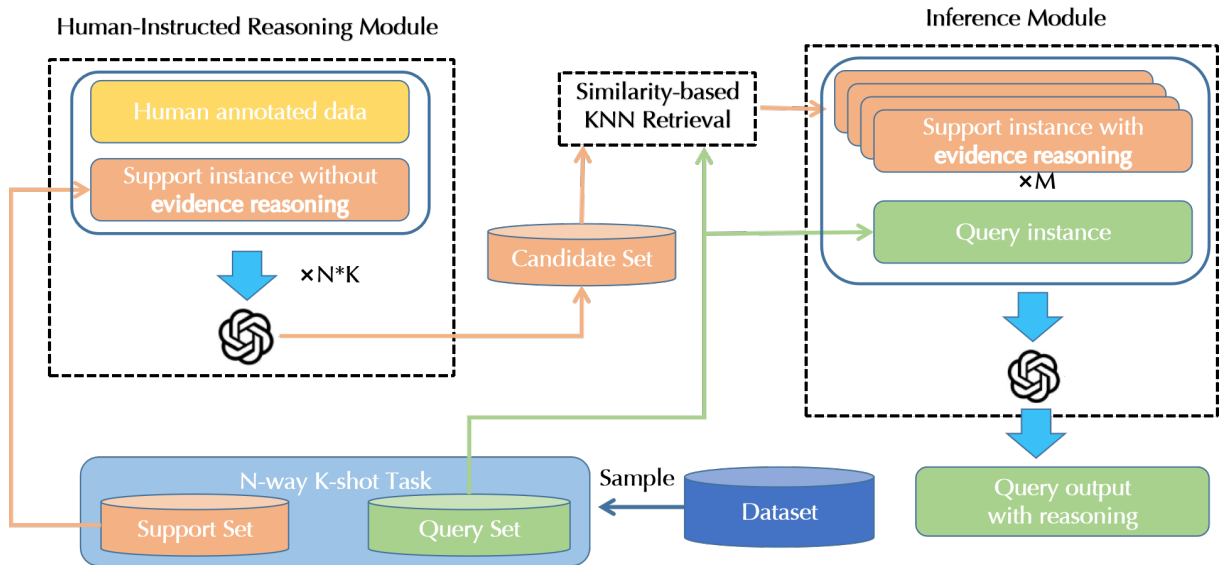 Human-Instructed Reasoning Module
Human annotated data
Support instance without
evidence reasoning
×N*K
Similarity-based
KNN Retrieval
Candidate Set
Inference Module
Support instance with
evidence reasoning
×M
Query instance
N-way K-shot Task
Support Set
Query Set
Sample
Dataset
Query output
with reasoning